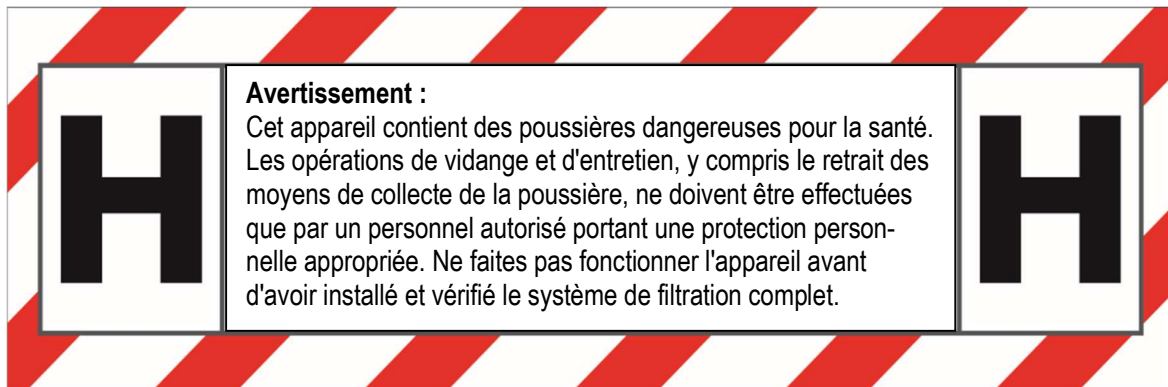 H
Avertissement :
Cet appareil contient des poussières dangereuses pour la santé.
Les opérations de vidange et d'entretien, y compris le retrait des
moyens de collecte de la poussière, ne doivent être effectuées
que par un personnel autorisé portant une protection person-
nelle appropriée. Ne faites pas fonctionner l'appareil avant
d'avoir installé et vérifié le système de filtration complet.
H